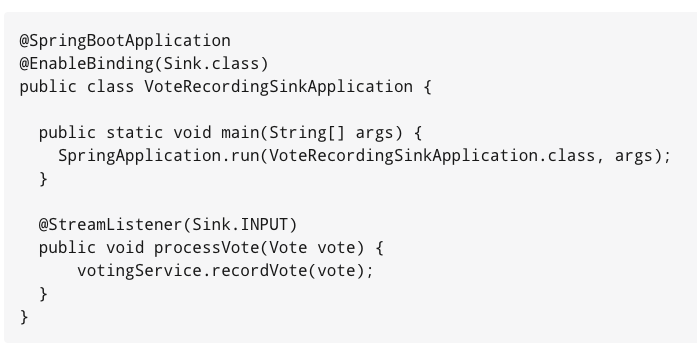 @SpringBootApplication
@EnableBinding(Sink.class)
public class VoteRecordingSinkApplication {
  public static void main(String[] args) {
    SpringApplication.run(VoteRecordingSinkApplication.class, args);
  }
  @StreamListener(Sink.INPUT)
  public void processVote(Vote vote) {
      votingService.recordVote(vote);
  }
}